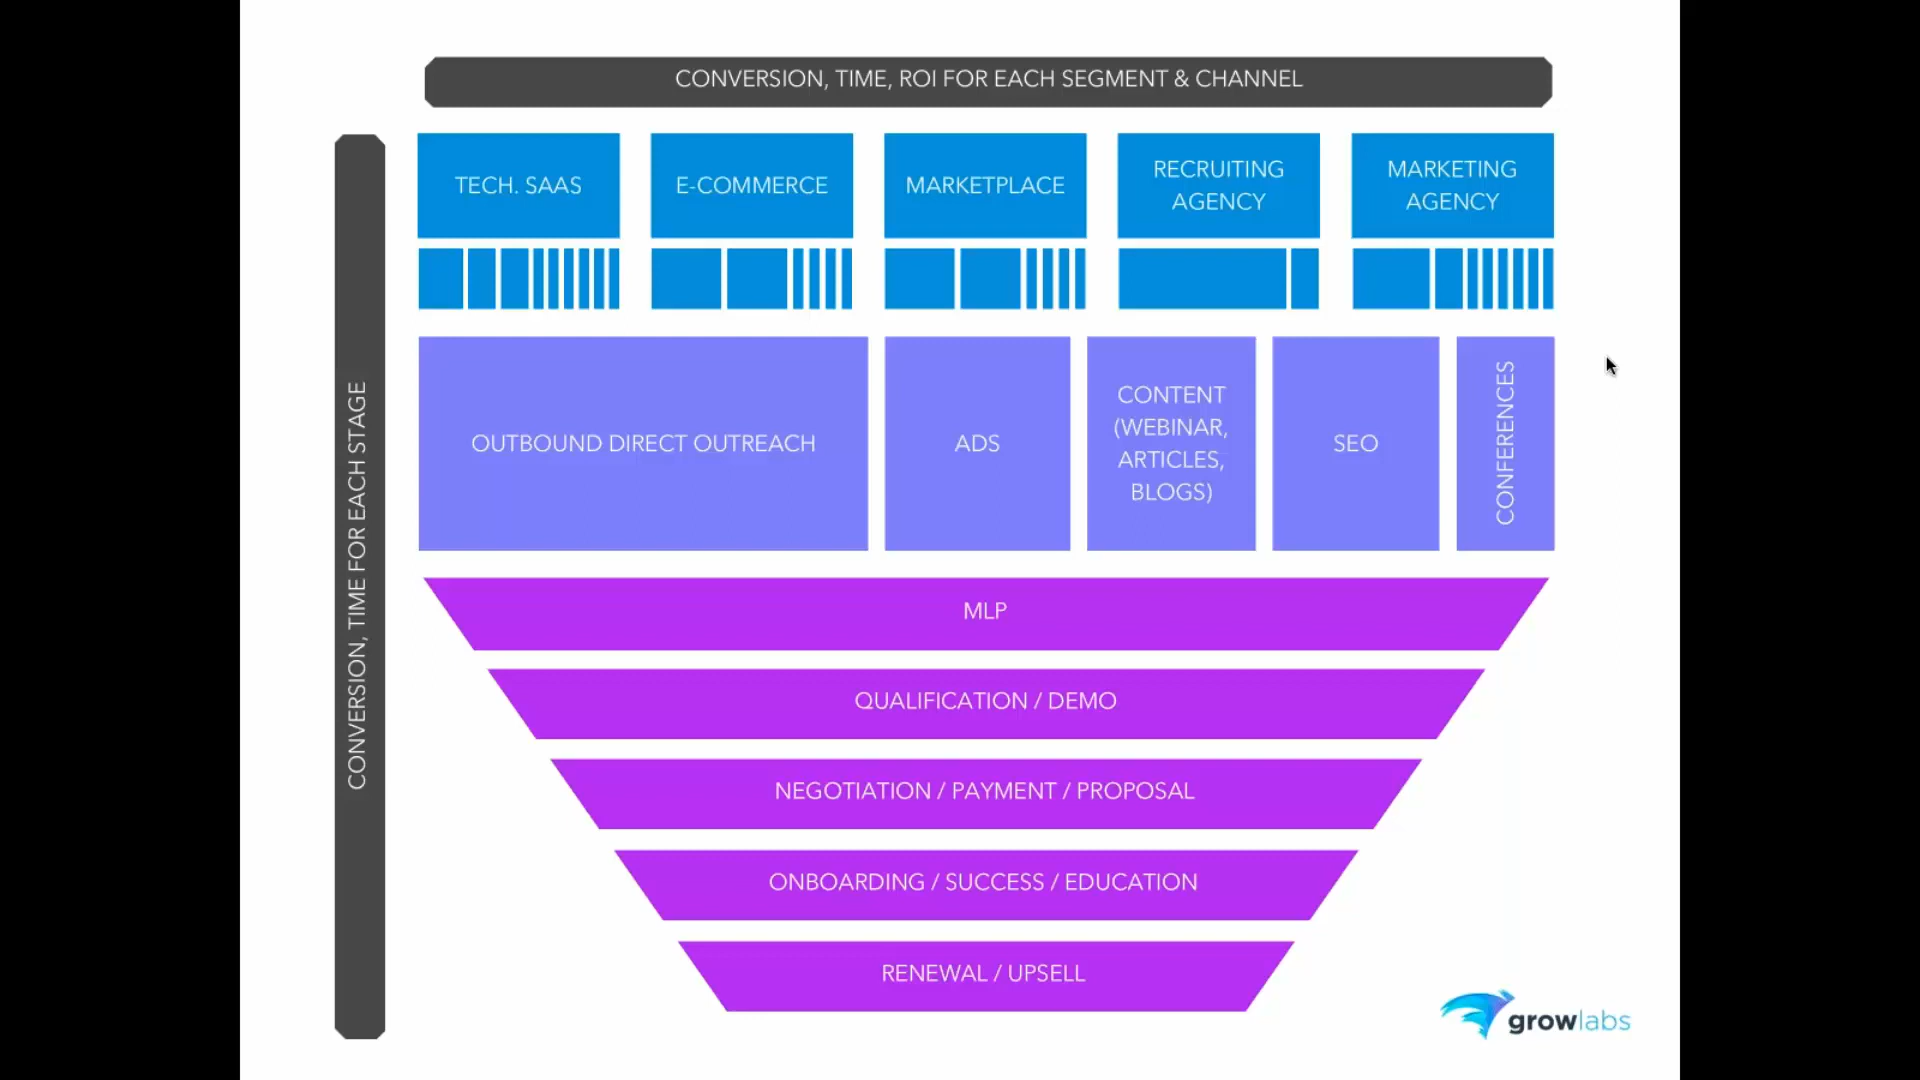 CONVERSION, TIME, ROI FOR EACH SEGMENT & CHANNEL
CONVERSION, TIME FOR EACH STAGE
TECH. SAAS
E-COMMERCE
MARKETPLACE
RECRUITING
AGENCY
MARKETING
AGENCY
OUTBOUND DIRECT OUTREACH
ADS
CONTENT
(WEBINAR,
ARTICLES,
BLOGS)
SEO
CONFERENCES
MLP
QUALIFICATION / DEMO
NEGOTIATION / PAYMENT / PROPOSAL
ONBOARDING / SUCCESS / EDUCATION
RENEWAL / UPSELL
growlabs